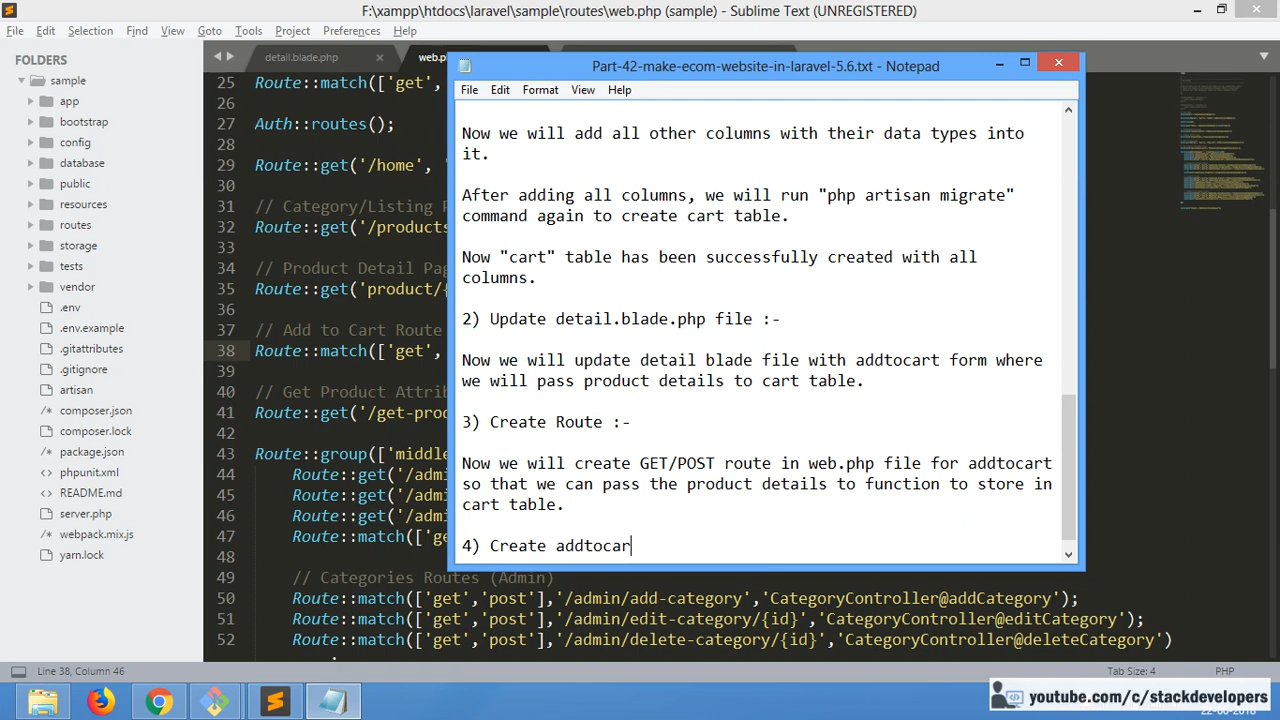 F:\xampp\htdocs\laravel\sample\routes\web.php (sample) - Sublime Text (UNREGISTERED)
File Edit Selection Find View Goto Tools Project Preferences Help
FOLDERS
sample
app
bootstrap
config
database
public
resources
routes
storage
tests
vendor
.env
.env.example
.gitattributes
.gitignore
artisan
composer.json
composer.lock
package.json
phpunit.xml
README.md
server.php
webpack.mix.js
yarn.lock
detail.blade.php
web.p
25 Route::match(['get',
26
27 Auth::routes();
28
29 Route::get('/home',
30
31 // Category/Listing
32 Route::get('/products
33
34 // Product Detail Pag
35 Route::get('product/
36
37 // Add to Cart Route
38 Route::match(['get',
39
40 // Get Product Attrib
41 Route::get('/get-pro
42
43 Route::group(['middle
44 Route::get('/adm
45 Route::get('/adm
46 Route::get('/adm
47 Route::match(['g
48
49 // Categories Routes (Admin)
50 Route::match(['get','post'],'/admin/add-category','CategoryController@addCategory');
51 Route::match(['get','post'],'/admin/edit-category/{id}','CategoryController@editCategory');
52 Route::match(['get','post'],'/admin/delete-category/{id}','CategoryController@deleteCategory')
Part-42-make-ecom-website-in-laravel-5.6.txt - Notepad
File Edit Format View Help
Now we will add all other columns with their data types into
it.
After adding all columns, we will run "php artisan migrate"
comand again to create cart table.
Now "cart" table has been successfully created with all
columns.
2) Update detail.blade.php file :-
Now we will update detail blade file with addtocart form where
we will pass product details to cart table.
3) Create Route :-
Now we will create GET/POST route in web.php file for addtocart
so that we can pass the product details to function to store in
cart table.
4) Create addtocar
Line 38, Column 46
Tab Size: 4
PHP
youtube.com/c/stackdevelopers